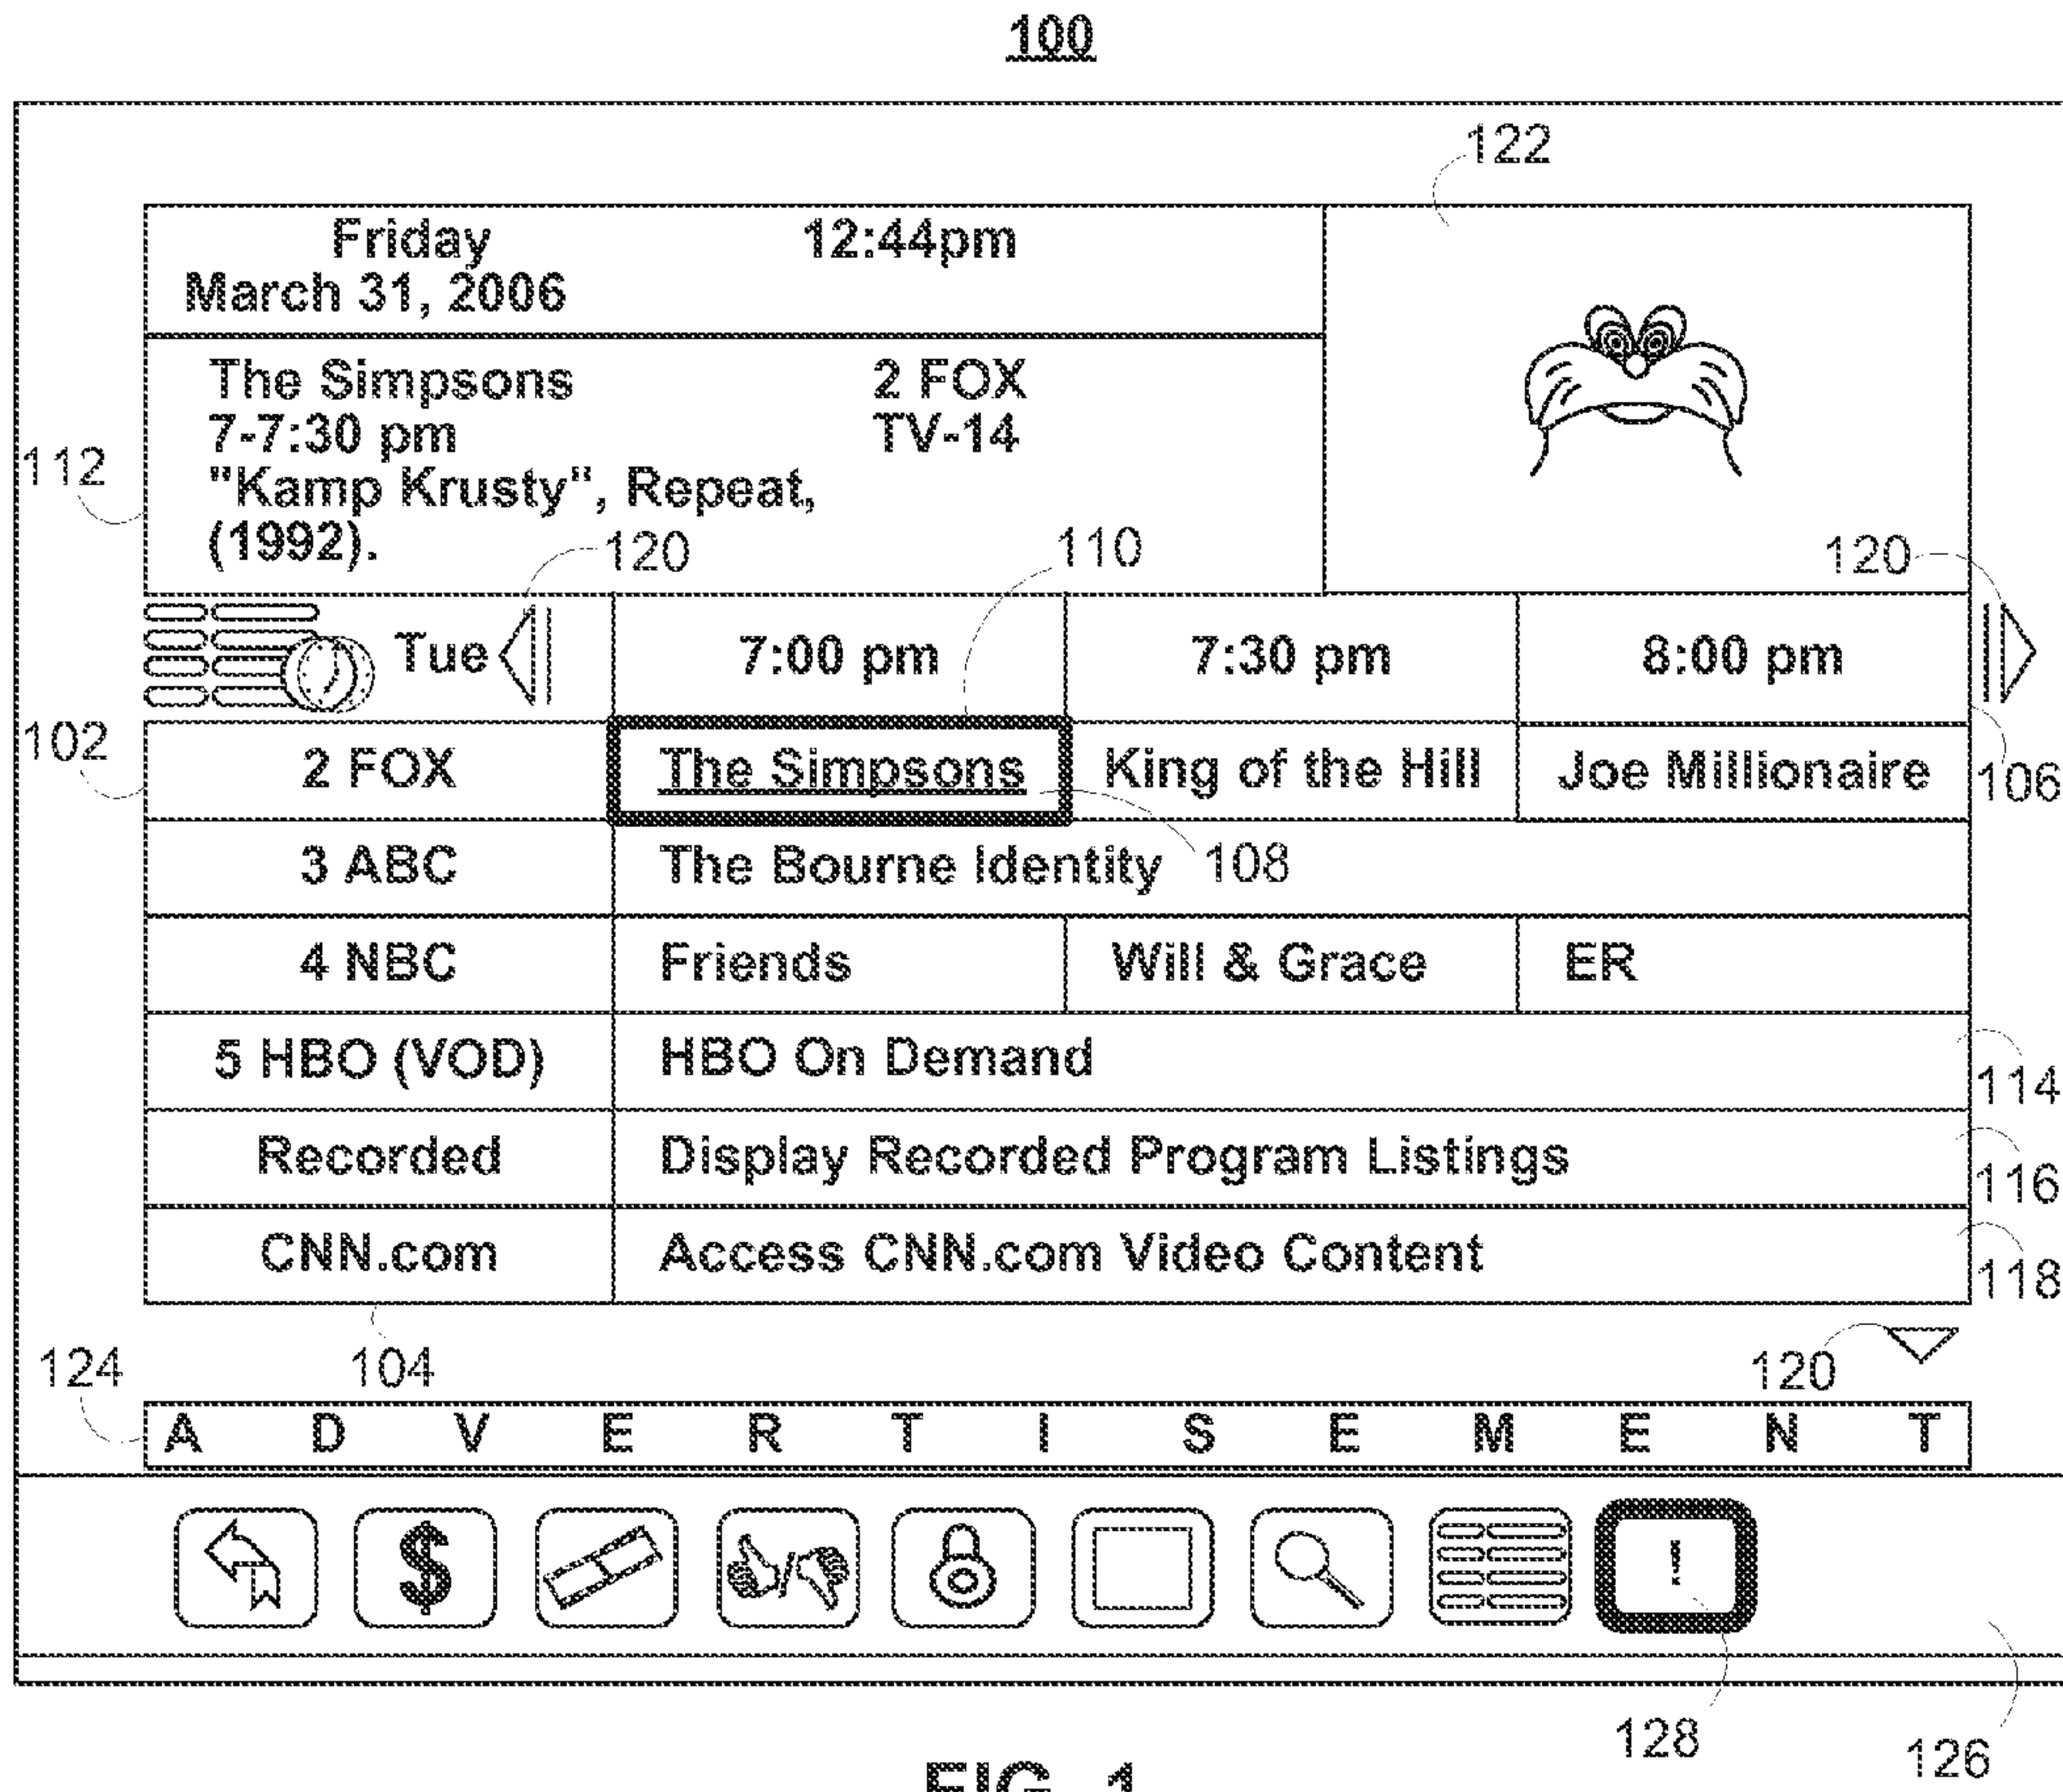 100
122
Friday 12:44pm
March 31, 2006
The Simpsons 2 FOX
7-7:30 pm TV-14
112
"Kamp Krusty", Repeat,
(1992).
120 110 120
Tue 7:00 pm 7:30 pm 8:00 pm
102
2 FOX The Simpsons King of the Hill Joe Millionaire 106
3 ABC The Bourne Identity 108
4 NBC Friends Will & Grace ER
5 HBO (VOD) HBO On Demand
114
Recorded Display Recorded Program Listings
116
CNN.com Access CNN.com Video Content
118
124 104 120
A D V E R T I S E M E N T
$ / !
128 126
FIG. 1